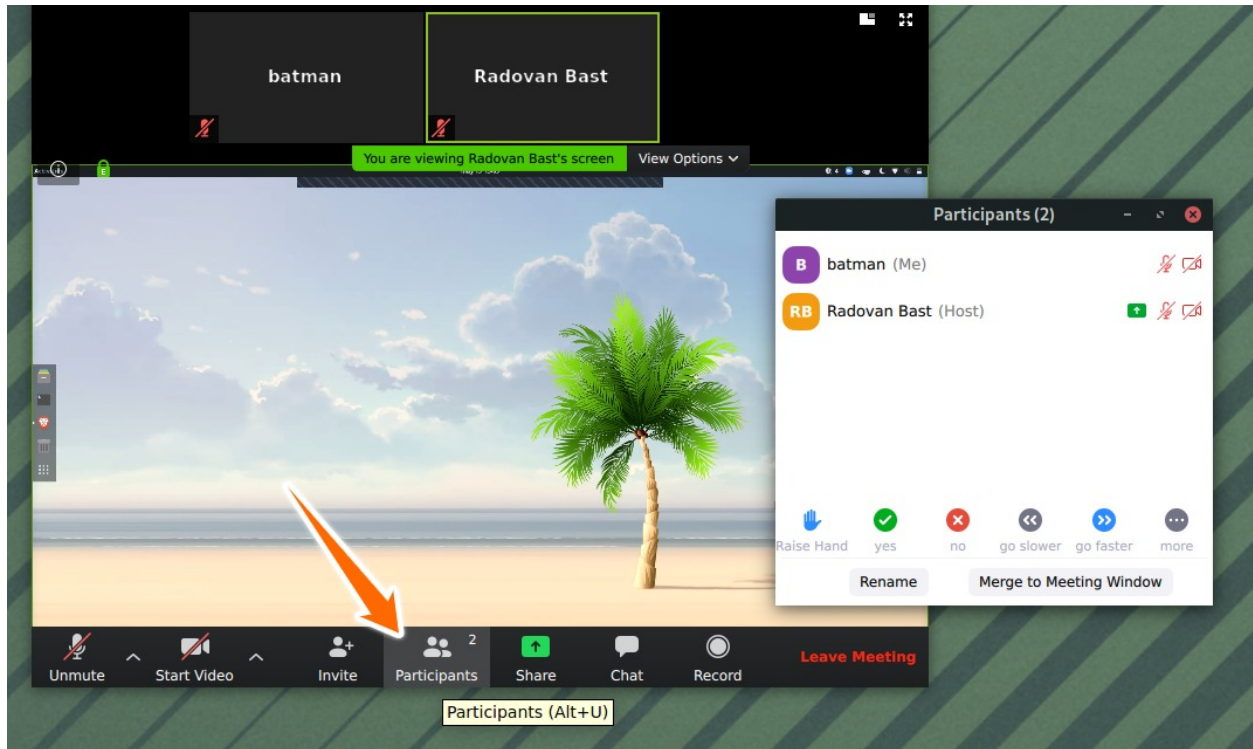 batman
Radovan Bast
You are viewing Radovan Bast's screen
View Options
E
Participants (2)
B
batman (Me)
RB
Radovan Bast (Host)
Raise Hand
yes
no
go slower
go faster
more
Rename
Merge to Meeting Window
2
Unmute
Start Video
Invite
Participants
Share
Chat
Record
Leave Meeting
Participants (Alt+U)